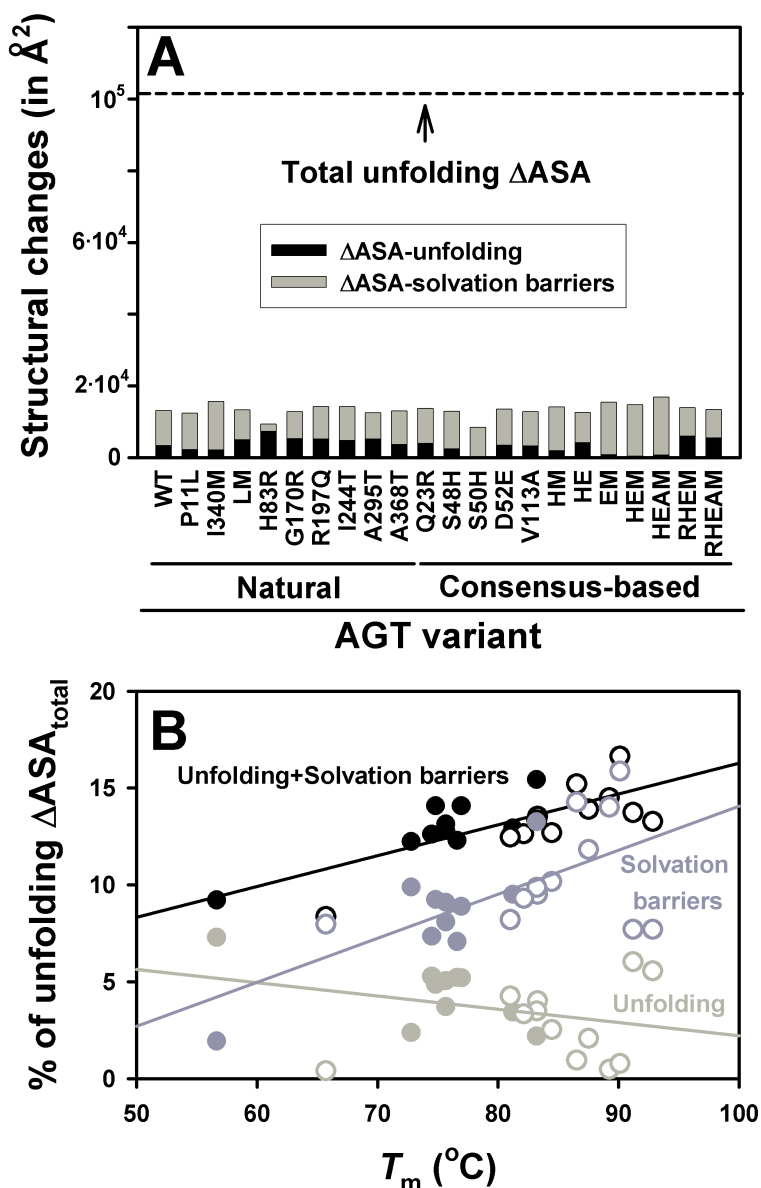 A
Structural changes (in Å²)
10⁵
6·10⁴
2·10⁴
0
Total unfolding ΔASA
ΔASA-unfolding
ΔASA-solvation barriers
WT
P11L
I340M
LM
H83R
G170R
R197Q
I244T
A295T
A368T
Q23R
S48H
S50H
D52E
V113A
HM
HE
EM
HEM
HEAM
RHEM
RHEAM
Natural
Consensus-based
AGT variant
B
% of unfolding ΔASAtotal
20
15
10
5
0
Unfolding+Solvation barriers
Solvation
barriers
Unfolding
50
60
70
80
90
100
Tm (°C)